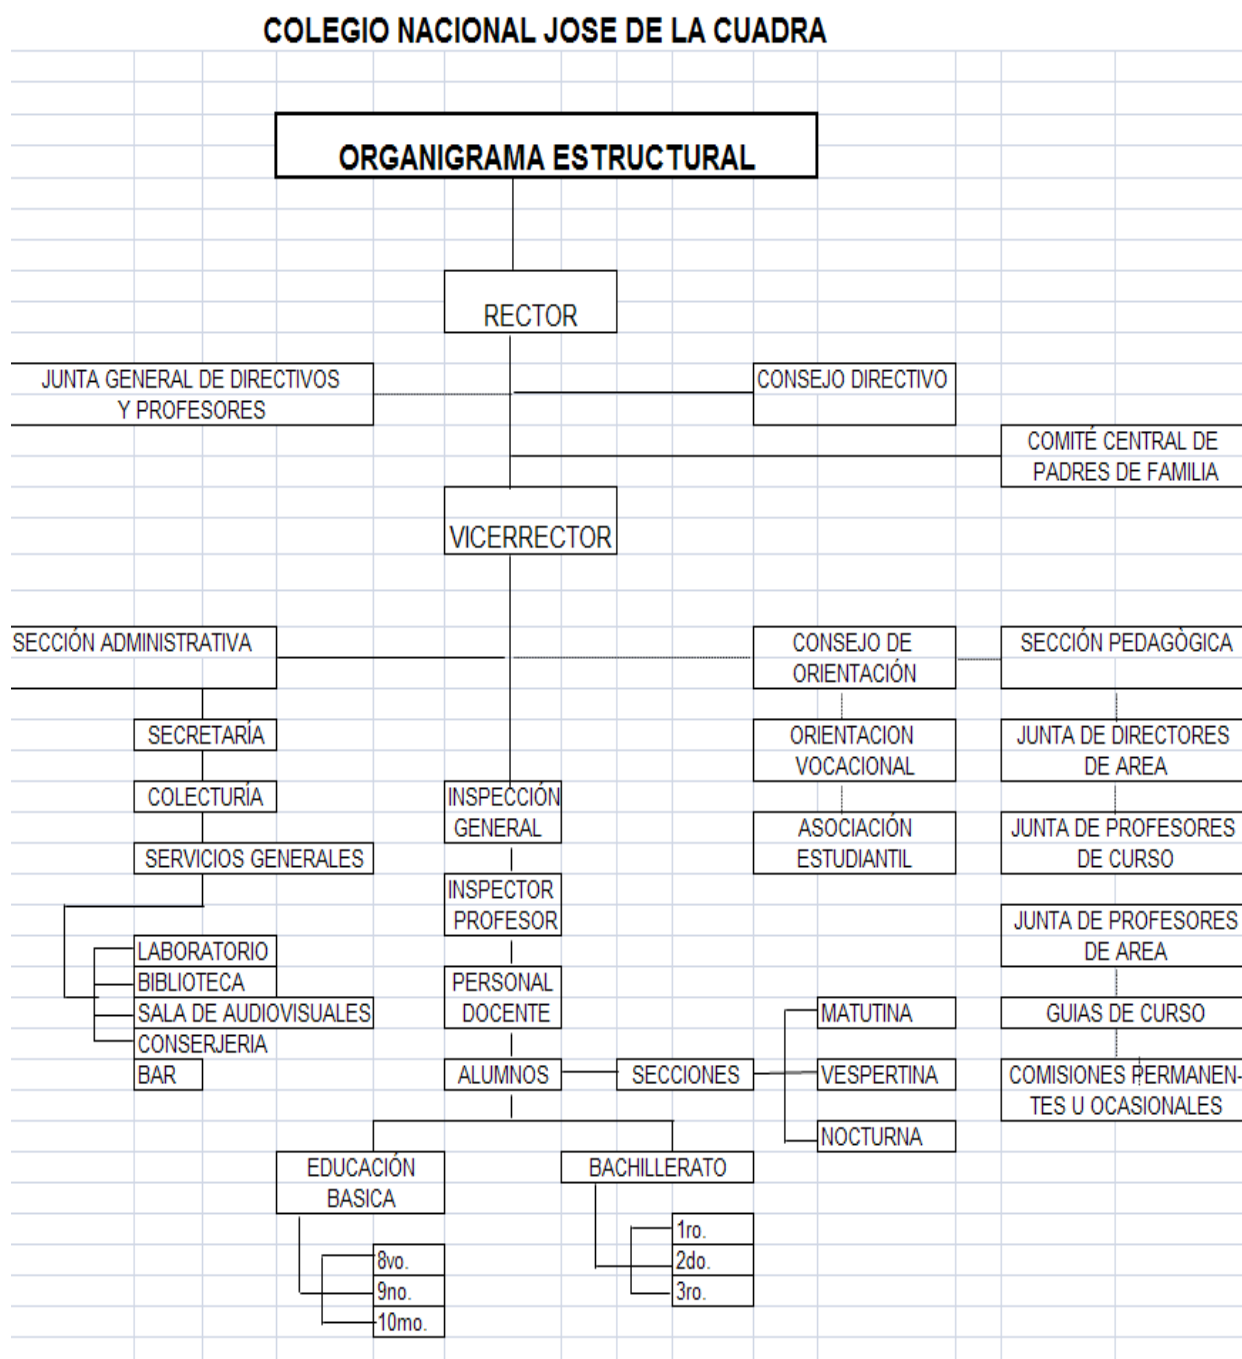 COLEGIO NACIONAL JOSE DE LA CUADRA
ORGANIGRAMA ESTRUCTURAL
RECTOR
JUNTA GENERAL DE DIRECTIVOS
Y PROFESORES
CONSEJO DIRECTIVO
COMITÉ CENTRAL DE
PADRES DE FAMILIA
VICERRECTOR
SECCIÓN ADMINISTRATIVA
SECRETARÍA
COLECTURÍA
SERVICIOS GENERALES
LABORATORIO
BIBLIOTECA
SALA DE AUDIOVISUALES
CONSERJERIA
BAR
INSPECCIÓN
GENERAL
INSPECTOR
PROFESOR
PERSONAL
DOCENTE
ALUMNOS
SECCIONES
MATUTINA
VESPERTINA
NOCTURNA
EDUCACIÓN
BASICA
8vo.
9no.
10mo.
BACHILLERATO
1ro.
2do.
3ro.
CONSEJO DE
ORIENTACIÓN
ORIENTACION
VOCACIONAL
ASOCIACIÓN
ESTUDIANTIL
SECCIÓN PEDAGÒGICA
JUNTA DE DIRECTORES
DE AREA
JUNTA DE PROFESORES
DE CURSO
JUNTA DE PROFESORES
DE AREA
GUIAS DE CURSO
COMISIONES PERMANEN-
TES U OCASIONALES